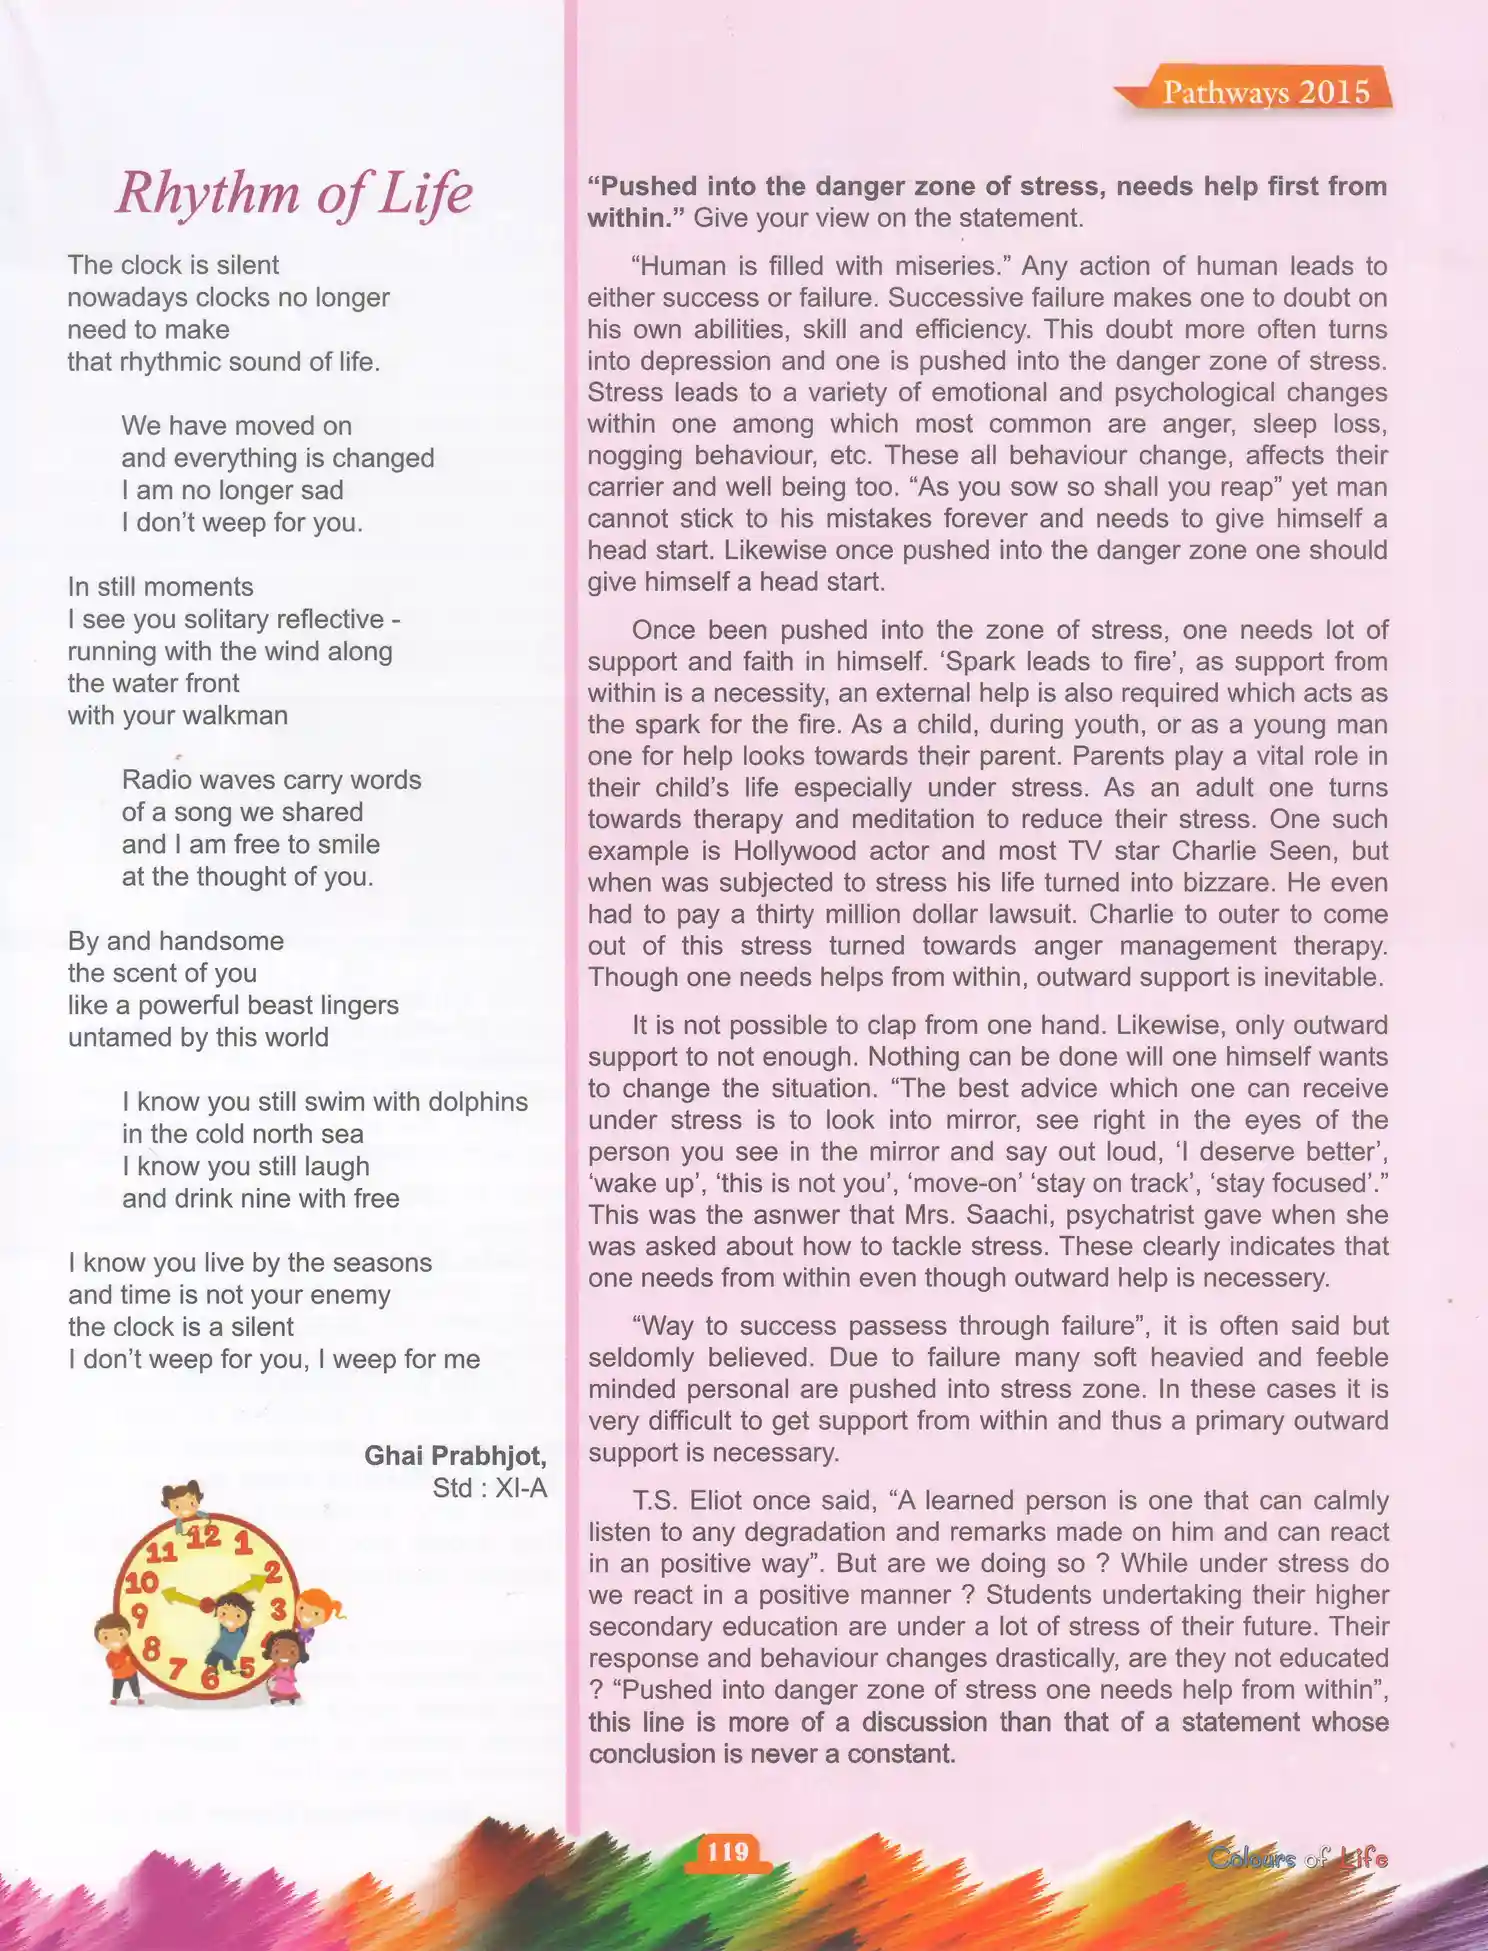 Pathways 2015
Rhythm of Life
The clock is silent
nowadays clocks no longer
need to make
that rhythmic sound of life.
We have moved on
and everything is changed
I am no longer sad
I don’t weep for you.
In still moments
I see you solitary reflective -
running with the wind along
the water front
with your walkman
Radio waves carry words
of a song we shared
and I am free to smile
at the thought of you.
By and handsome
the scent of you
like a powerful beast lingers
untamed by this world
I know you still swim with dolphins
in the cold north sea
I know you still laugh
and drink nine with free
I know you live by the seasons
and time is not your enemy
the clock is a silent
I don’t weep for you, I weep for me
Ghai Prabhjot,
Std : XI-A
12
1
2
3
4
5
6
7
8
9
10
11
“Pushed into the danger zone of stress, needs help first from
within.” Give your view on the statement.
“Human is filled with miseries.” Any action of human leads to
either success or failure. Successive failure makes one to doubt on
his own abilities, skill and efficiency. This doubt more often turns
into depression and one is pushed into the danger zone of stress.
Stress leads to a variety of emotional and psychological changes
within one among which most common are anger, sleep loss,
nogging behaviour, etc. These all behaviour change, affects their
carrier and well being too. “As you sow so shall you reap” yet man
cannot stick to his mistakes forever and needs to give himself a
head start. Likewise once pushed into the danger zone one should
give himself a head start.
Once been pushed into the zone of stress, one needs lot of
support and faith in himself. ‘Spark leads to fire’, as support from
within is a necessity, an external help is also required which acts as
the spark for the fire. As a child, during youth, or as a young man
one for help looks towards their parent. Parents play a vital role in
their child’s life especially under stress. As an adult one turns
towards therapy and meditation to reduce their stress. One such
example is Hollywood actor and most TV star Charlie Seen, but
when was subjected to stress his life turned into bizzare. He even
had to pay a thirty million dollar lawsuit. Charlie to outer to come
out of this stress turned towards anger management therapy.
Though one needs helps from within, outward support is inevitable.
It is not possible to clap from one hand. Likewise, only outward
support to not enough. Nothing can be done will one himself wants
to change the situation. “The best advice which one can receive
under stress is to look into mirror, see right in the eyes of the
person you see in the mirror and say out loud, ‘I deserve better’,
‘wake up’, ‘this is not you’, ‘move-on’ ‘stay on track’, ‘stay focused’.”
This was the asnwer that Mrs. Saachi, psychatrist gave when she
was asked about how to tackle stress. These clearly indicates that
one needs from within even though outward help is necessery.
“Way to success passess through failure”, it is often said but
seldomly believed. Due to failure many soft heavied and feeble
minded personal are pushed into stress zone. In these cases it is
very difficult to get support from within and thus a primary outward
support is necessary.
T.S. Eliot once said, “A learned person is one that can calmly
listen to any degradation and remarks made on him and can react
in an positive way”. But are we doing so ? While under stress do
we react in a positive manner ? Students undertaking their higher
secondary education are under a lot of stress of their future. Their
response and behaviour changes drastically, are they not educated
? “Pushed into danger zone of stress one needs help from within”,
this line is more of a discussion than that of a statement whose
conclusion is never a constant.
119
Colours of Life